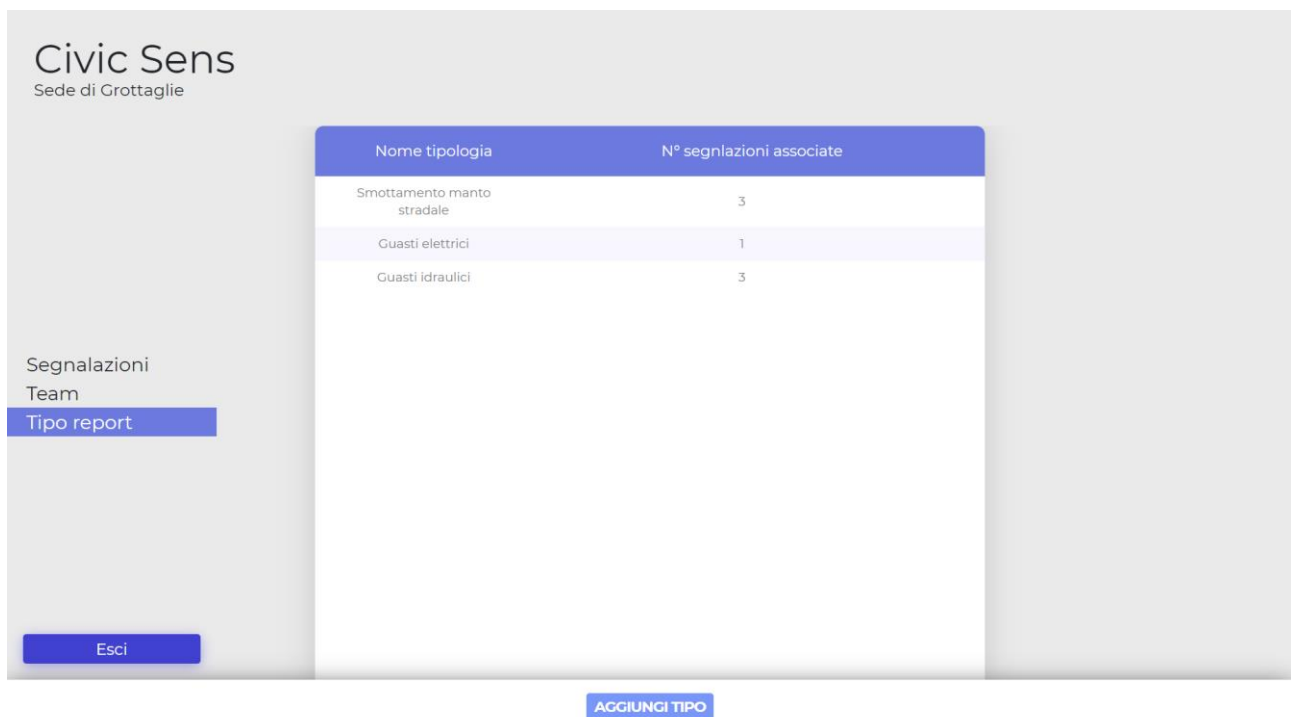 Civic Sens
Sede di Grottaglie
Nome tipologia N° segnlazioni associate
Smottamento manto
stradale 3
Guasti elettrici 1
Guasti idraulici 3
Segnalazioni
Team
Tipo report
Esci
AGGIUNGI TIPO